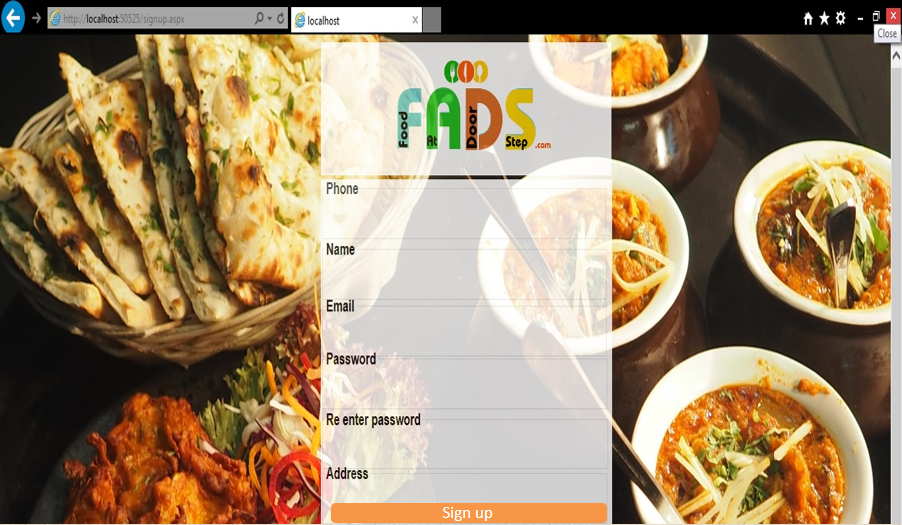 http://localhost:50525/signup.aspx
localhost
Close
FADS
Food At Door Step .com
Phone
Name
Email
Password
Re enter password
Address
Sign up